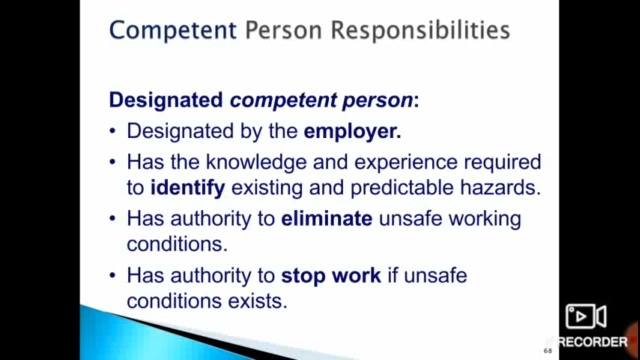 Competent Person Responsibilities
Designated competent person:
• Designated by the employer.
• Has the knowledge and experience required
to identify existing and predictable hazards.
• Has authority to eliminate unsafe working
conditions.
• Has authority to stop work if unsafe
conditions exists.
RECORDER
68